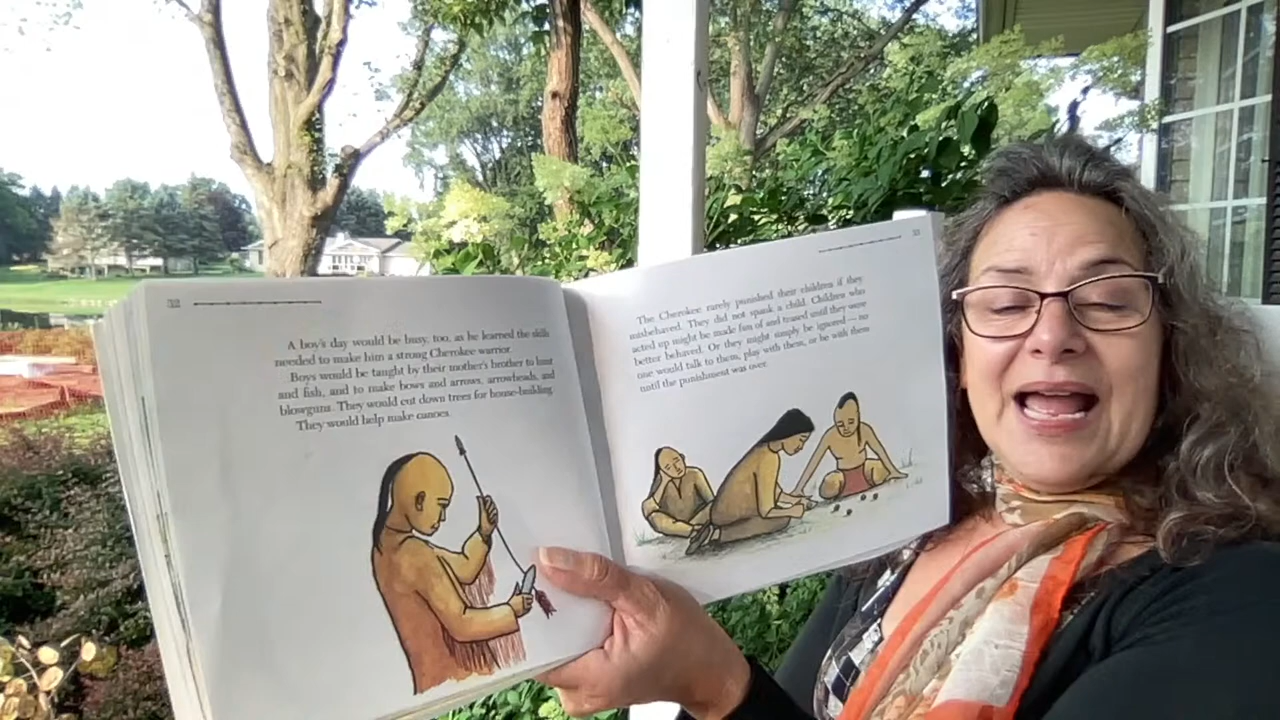 32
A boy's day would be busy, too, as he learned the skills
needed to make him a strong Cherokee warrior.
Boys would be taught by their mother's brother to hunt
and fish, and to make bows and arrows, arrowheads, and
blowguns. They would cut down trees for house-building.
They would help make canoes.
33
The Cherokee rarely punished their children if they
misbehaved. They did not spank a child. Children who
acted up might be made fun of and teased until they were
better behaved. Or they might simply be ignored — no
one would talk to them, play with them, or be with them
until the punishment was over.